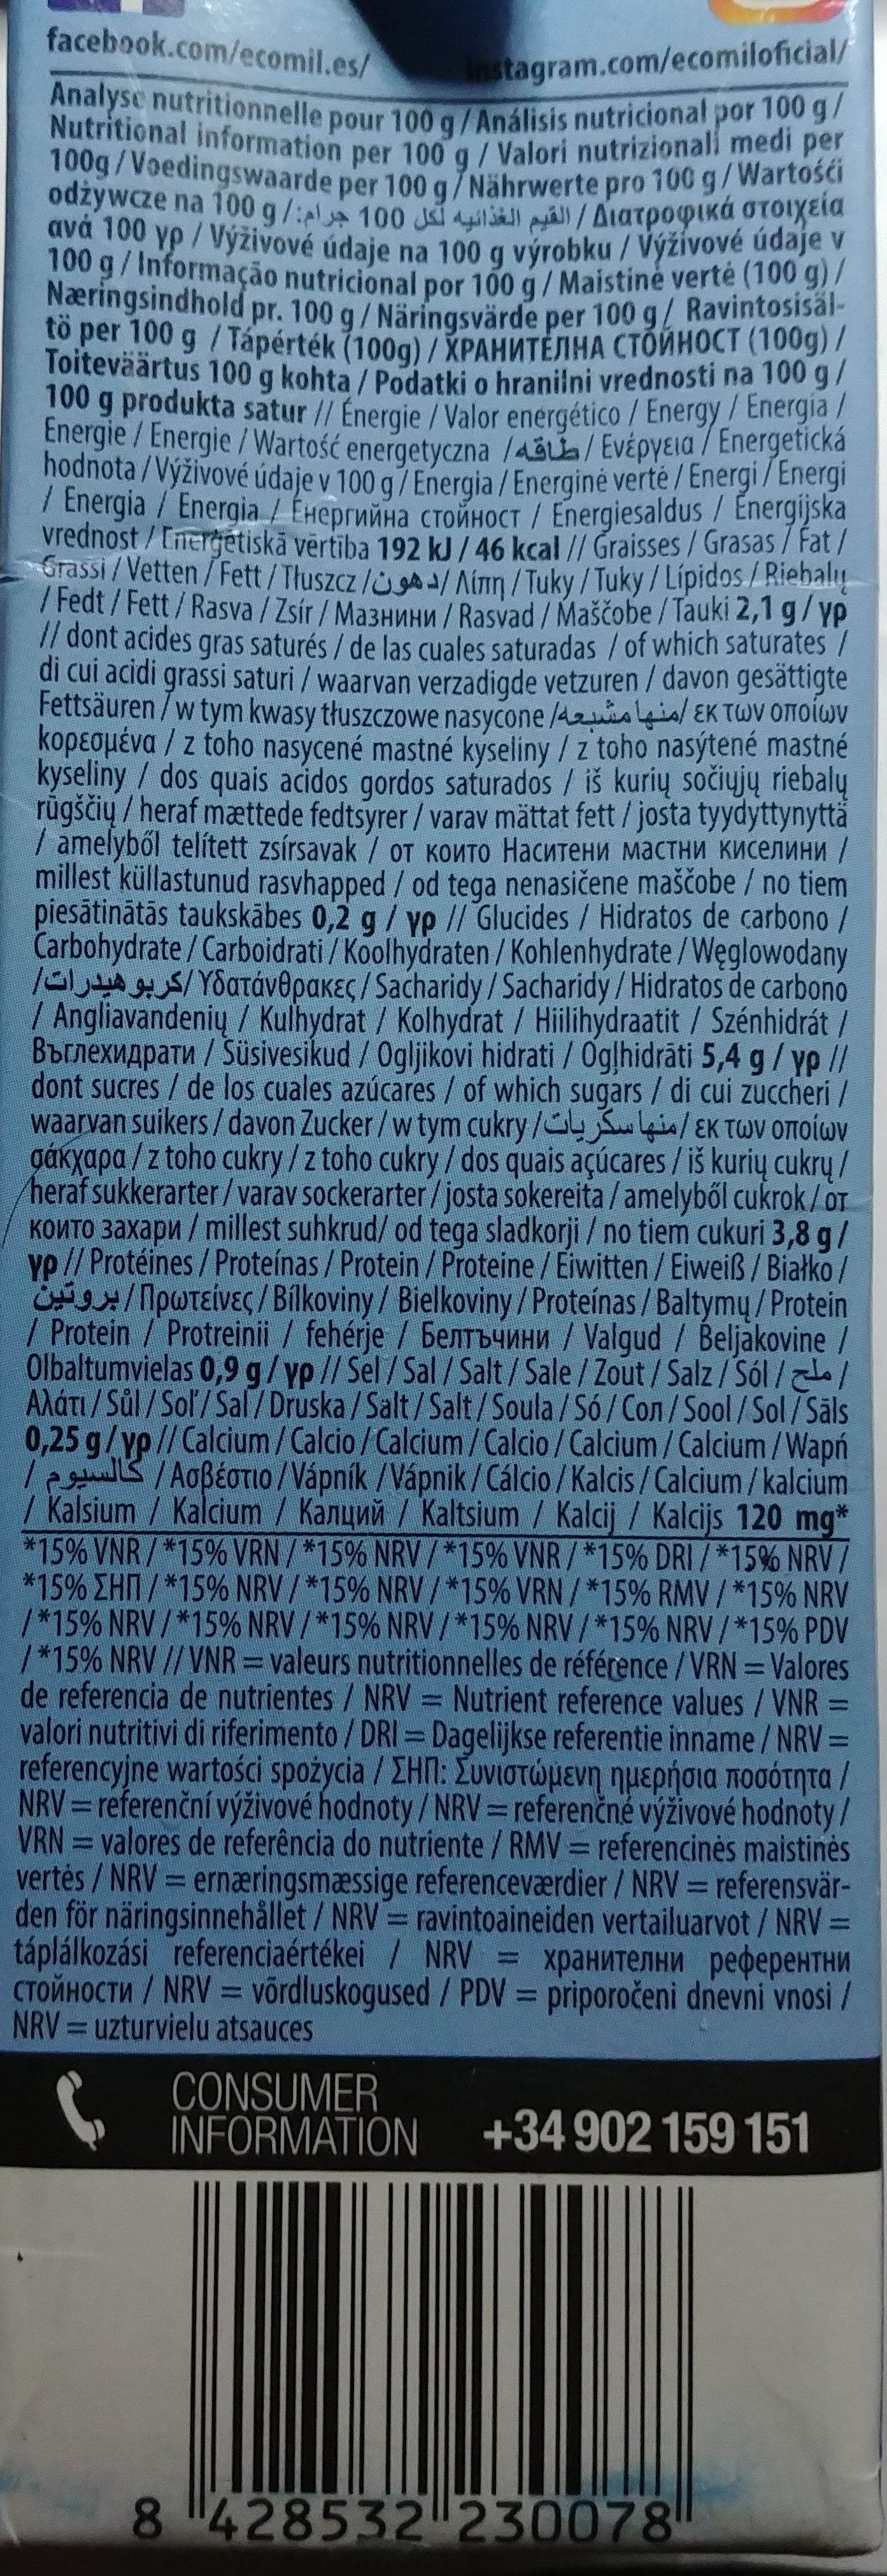 facebook.com/ecomil.es/
instagram.com/ecomiloficial/
Analyse nutritionnelle pour 100 g / Análisis nutricional por 100 g /
Nutritional information per 100 g / Valori nutrizionali medi per
100g / Voedingswaarde per 100 g / Nährwerte pro 100 g / Wartośći
odżywcze na 100 g / القيم الغذائيه لكل 100 جرام: / Διατροφικά στοιχεία
ανά 100 γρ / Výživové údaje na 100 g výrobku / Výživové údaje v
100 g / Informação nutricional por 100 g / Maistinė vertė (100 g) /
Næringsindhold pr. 100 g / Näringsvärde per 100 g / Ravintosisäl-
tö per 100 g / Tápérték (100g) / ХРАНИТЕЛНА СТОЙНОСТ (100g) /
Toiteväärtus 100 g kohta / Podatki o hranilni vrednosti na 100 g /
100 g produkta satur // Énergie / Valor energético / Energy / Energia /
Energie / Energie / Wartość energetyczna / طاقه / Ενέργεια / Energetická
hodnota / Výživové údaje v 100 g / Energia / Energinė vertė / Energi / Energi
/ Energia / Energia / Енергийна стойност / Energiesaldus / Energijska
vrednost / Enerģētiskā vērtība 192 kJ / 46 kcal // Graisses / Grasas / Fat /
Grassi / Vetten / Fett / Tłuszcz / دهون / Λίπη / Tuky / Tuky / Lípidos / Riebalų
/ Fedt / Fett / Rasva / Zsír / Мазнини / Rasvad / Maščobe / Tauki 2,1 g / γρ
// dont acides gras saturés / de las cuales saturadas / of which saturates /
di cui acidi grassi saturi / waarvan verzadigde vetzuren / davon gesättigte
Fettsäuren / w tym kwasy tłuszczowe nasycone / منها مشبعه / εκ των οποίων
κορεσμένα / z toho nasycené mastné kyseliny / z toho nasýtené mastné
kyseliny / dos quais acidos gordos saturados / iš kurių sočiųjų riebalų
rūgščių / heraf mættede fedtsyrer / varav mättat fett / josta tyydyttynyttä
/ amelyből telített zsírsavak / от които Наситени мастни киселини /
millest küllastunud rasvhapped / od tega nenasičene maščobe / no tiem
piesātinātās taukskābes 0,2 g / γρ // Glucides / Hidratos de carbono /
Carbohydrate / Carboidrati / Koolhydraten / Kohlenhydrate / Węglowodany
/ كربو هيدرات / Υδατάνθρακες / Sacharidy / Sacharidy / Hidratos de carbono
/ Angliavandenių / Kulhydrat / Kolhydrat / Hiilihydraatit / Szénhidrát /
Въглехидрати / Süsivesikud / Ogljikovi hidrati / Ogļhidrāti 5,4 g / γρ //
dont sucres / de los cuales azúcares / of which sugars / di cui zuccheri /
waarvan suikers / davon Zucker / w tym cukry / منها سكريات / εκ των οποίων
σάκχαρα / z toho cukry / z toho cukry / dos quais açúcares / iš kurių cukrų /
heraf sukkerarter / varav sockerarter / josta sokereita / amelyből cukrok / от
които захари / millest suhkrud/ od tega sladkorji / no tiem cukuri 3,8 g /
γρ // Protéines / Proteínas / Protein / Proteine / Eiwitten / Eiweiß / Białko /
بروتين / Πρωτείνες / Bílkoviny / Bielkoviny / Proteínas / Baltymų / Protein
/ Protein / Protreinii / fehérje / Белтъчини / Valgud / Beljakovine /
Olbaltumvielas 0,9 g / γρ // Sel / Sal / Salt / Sale / Zout / Salz / Sól / ملح /
Αλάτι / Sůl / Soľ / Sal / Druska / Salt / Salt / Soula / Só / Сол / Sool / Sol / Sāls
0,25 g / γρ // Calcium / Calcio / Calcium / Calcio / Calcium / Calcium / Wapń
/ كالسيوم / Ασβέστιο / Vápník / Vápnik / Cálcio / Kalcis / Calcium / kalcium
/ Kalsium / Kalcium / Калций / Kaltsium / Kalcij / Kalcijs 120 mg*
*15% VNR / *15% VRN / *15% NRV / *15% VNR / *15% DRI / *15% NRV /
*15% ΣΗΠ / *15% NRV / *15% NRV / *15% VRN / *15% RMV / *15% NRV
/ *15% NRV / *15% NRV / *15% NRV / *15% NRV / *15% NRV / *15% PDV
/ *15% NRV // VNR = valeurs nutritionnelles de référence / VRN = Valores
de referencia de nutrientes / NRV = Nutrient reference values / VNR =
valori nutritivi di riferimento / DRI = Dagelijkse referentie inname / NRV =
referencyjne wartości spożycia / ΣΗΠ: Συνιστώμενη ημερήσια ποσότητα /
NRV = referenční výživové hodnoty / NRV = referenčné výživové hodnoty /
VRN = valores de referência do nutriente / RMV = referencinės maistinės
vertės / NRV = ernæringsmæssige referenceværdier / NRV = referensvär-
den för näringsinnehållet / NRV = ravintoaineiden vertailuarvot / NRV =
táplálkozási referenciaértékei / NRV = хранителни референтни
стойности / NRV = võrdluskogused / PDV = priporočeni dnevni vnosi /
NRV = uzturvielu atsauces
CONSUMER
INFORMATION +34 902 159 151
8 428532 230078